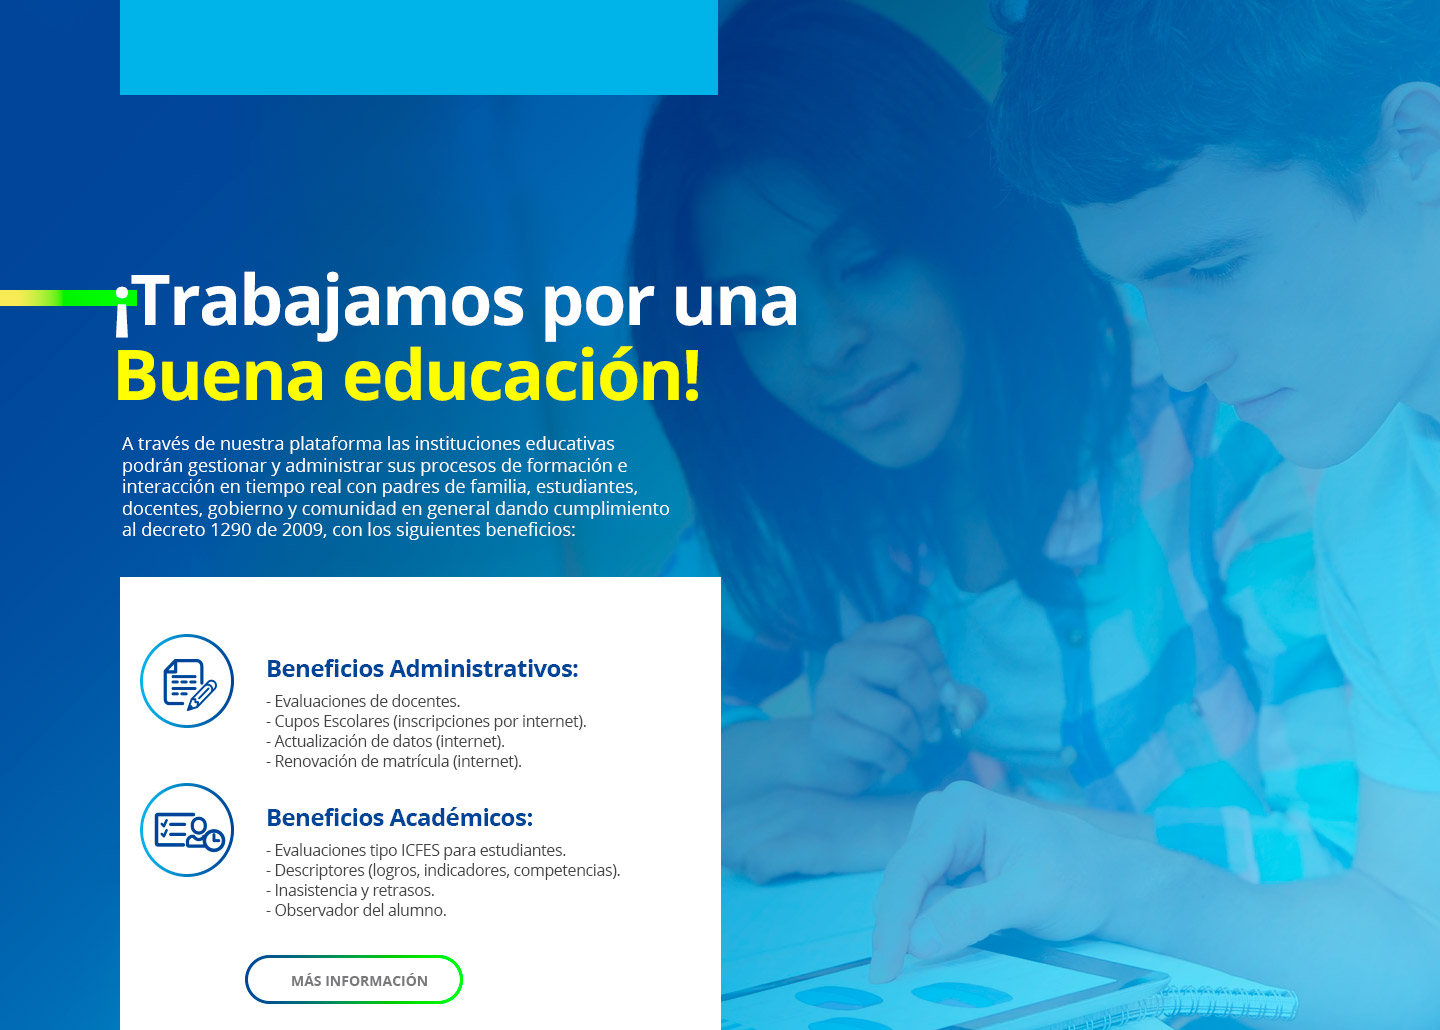 ¡Trabajamos por una
Buena educación!
A través de nuestra plataforma las instituciones educativas
podrán gestionar y administrar sus procesos de formación e
interacción en tiempo real con padres de familia, estudiantes,
docentes, gobierno y comunidad en general dando cumplimiento
al decreto 1290 de 2009, con los siguientes beneficios:
Beneficios Administrativos:
- Evaluaciones de docentes.
- Cupos Escolares (inscripciones por internet).
- Actualización de datos (internet).
- Renovación de matrícula (internet).
Beneficios Académicos:
- Evaluaciones tipo ICFES para estudiantes.
- Descriptores (logros, indicadores, competencias).
- Inasistencia y retrasos.
- Observador del alumno.
MÁS INFORMACIÓN